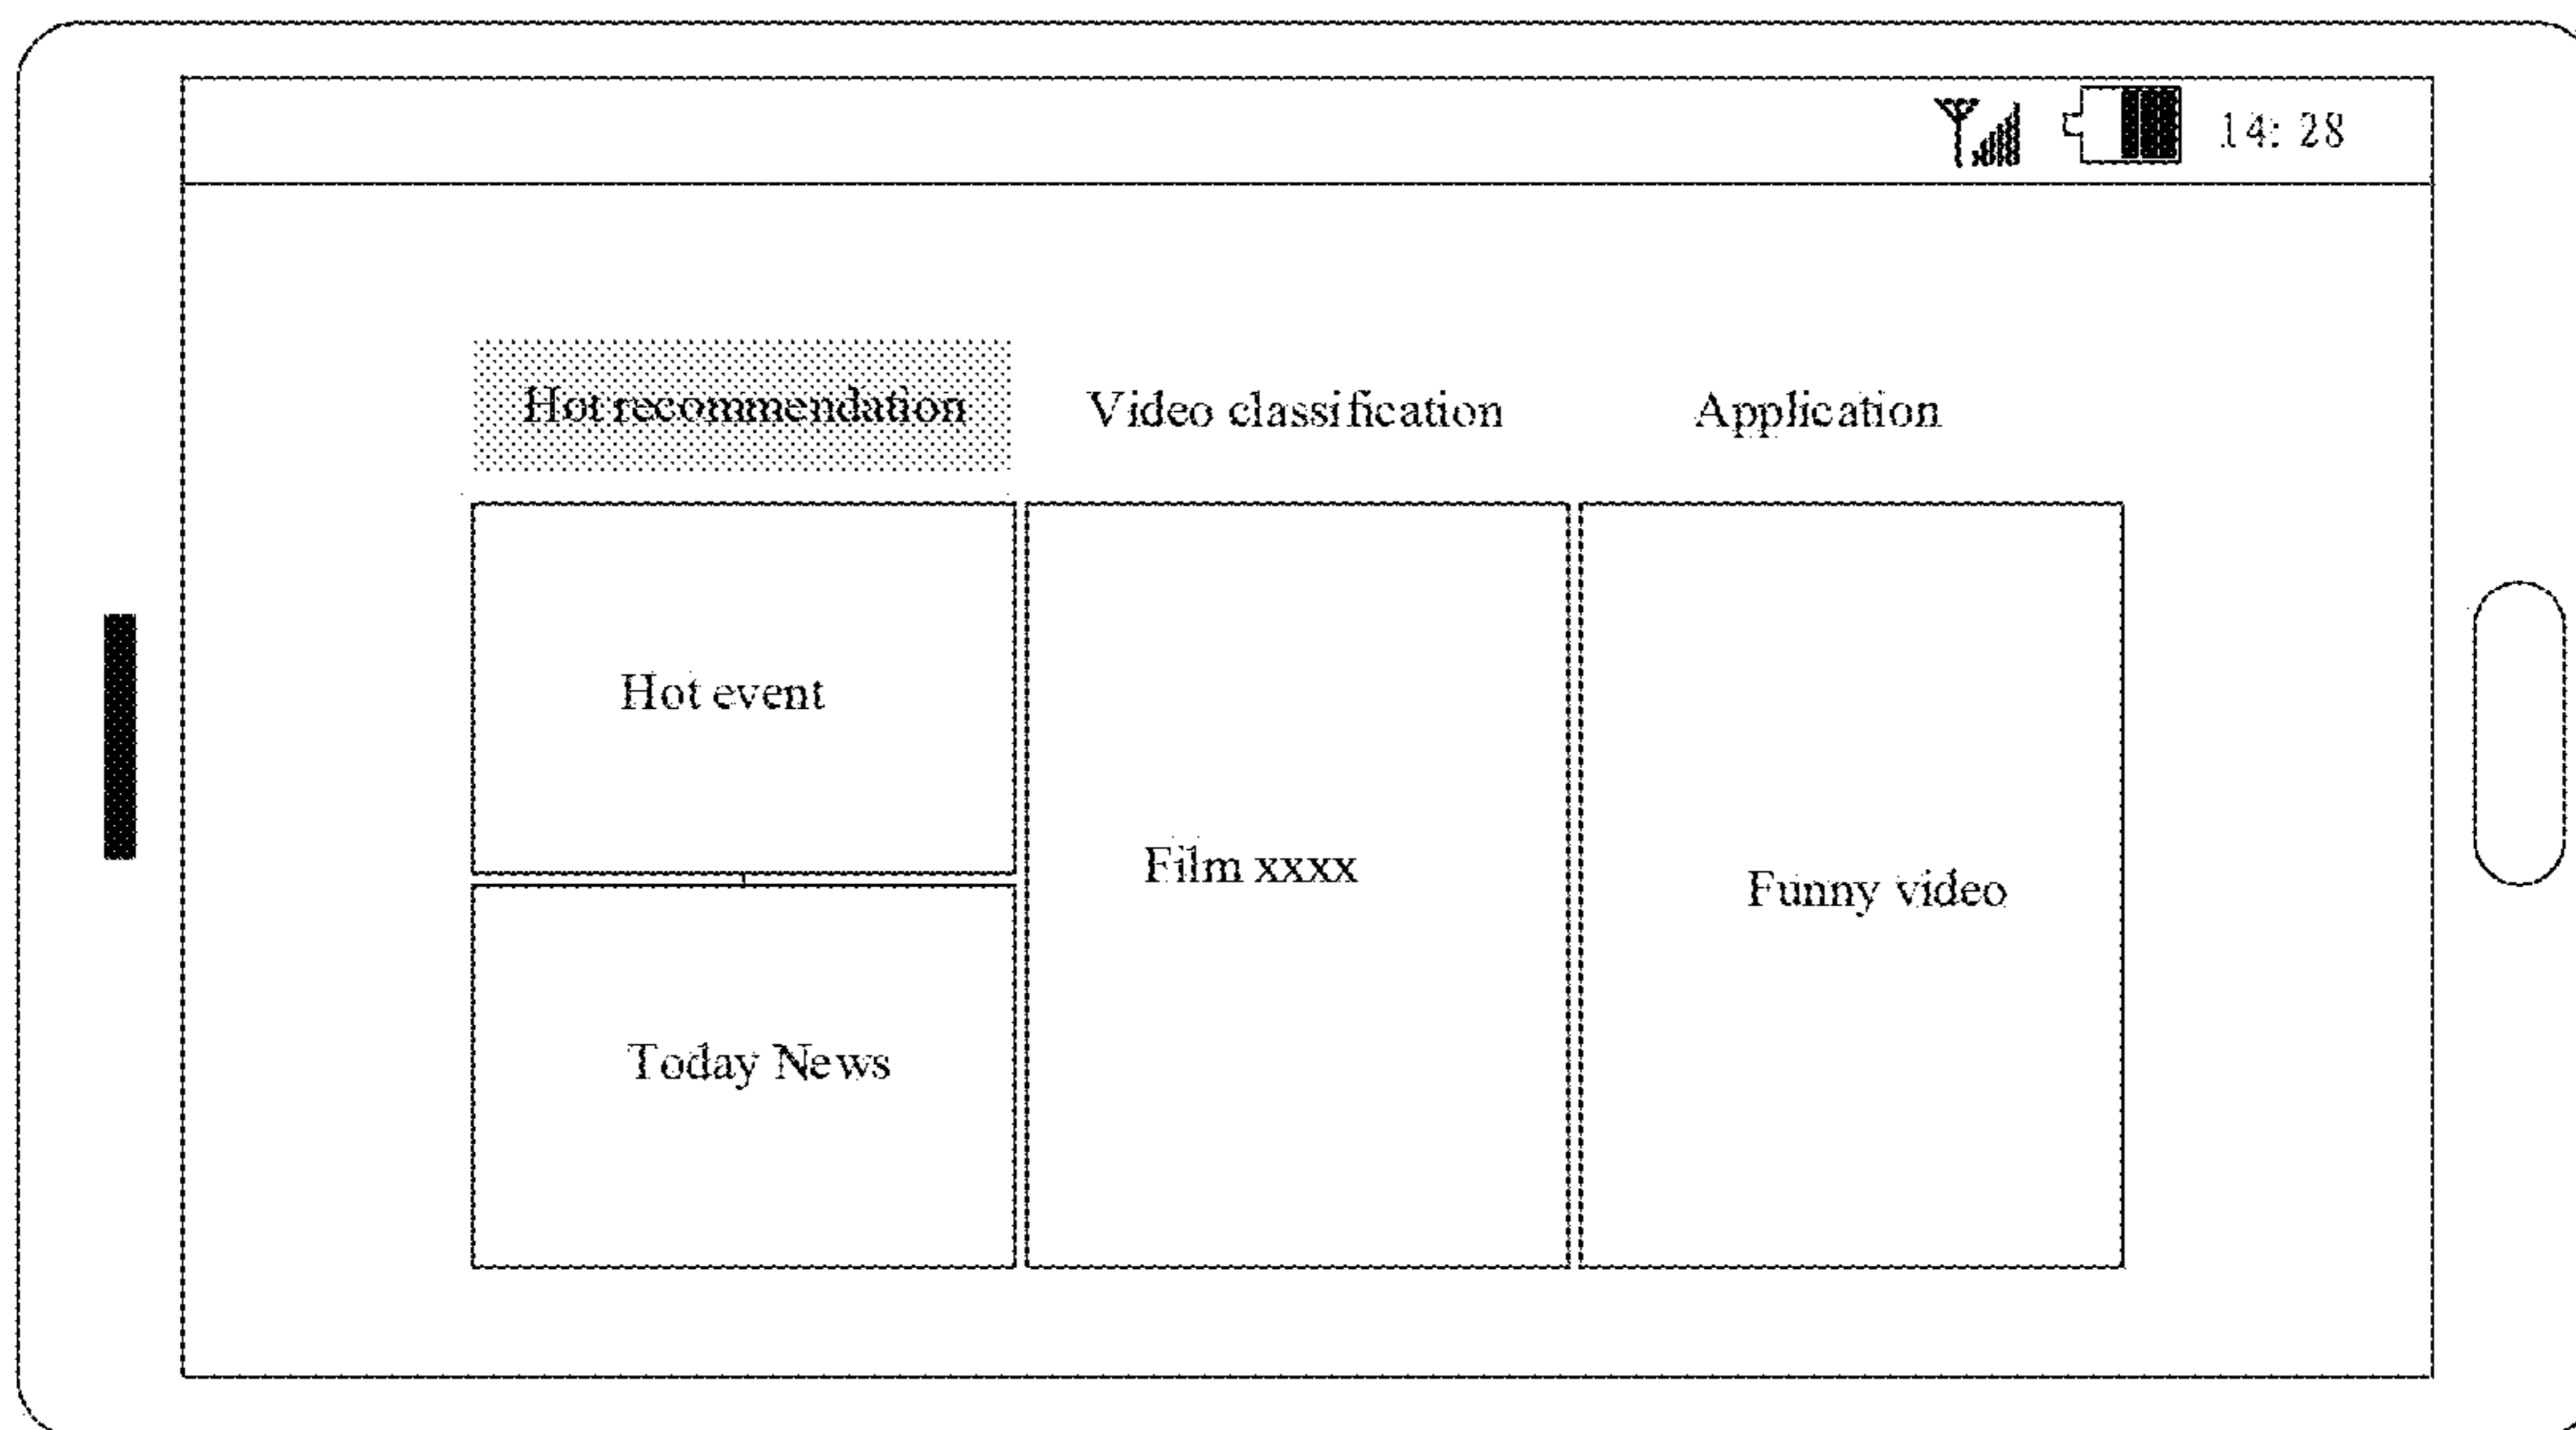 14: 28
Hot recommendation Video classification Application
Hot event
Film xxxx
Funny video
Today News